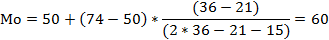 Mo = 50 + (74 − 50) * (36 − 21) / (2 * 36 − 21 − 15) = 60